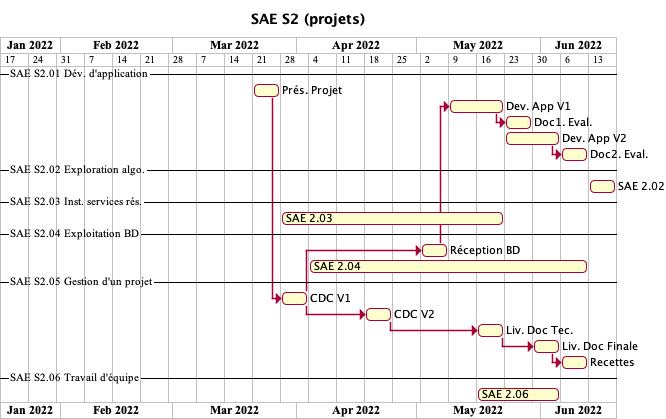 SAE S2 (projets)
Jan 2022 Feb 2022 Mar 2022 Apr 2022 May 2022 Jun 2022
17 24 31 7 14 21 28 7 14 21 28 4 11 18 25 2 9 16 23 30 6 13
SAE S2.01 Dév. d'application
Prés. Projet
Dev. App V1
Doc1. Eval.
Dev. App V2
Doc2. Eval.
SAE S2.02 Exploration algo.
SAE 2.02
SAE S2.03 Inst. services rés.
SAE 2.03
SAE S2.04 Exploitation BD
Réception BD
SAE 2.04
SAE S2.05 Gestion d'un projet
CDC V1
CDC V2
Liv. Doc Tec.
Liv. Doc Finale
Recettes
SAE S2.06 Travail d'équipe
SAE 2.06
Jan 2022 Feb 2022 Mar 2022 Apr 2022 May 2022 Jun 2022